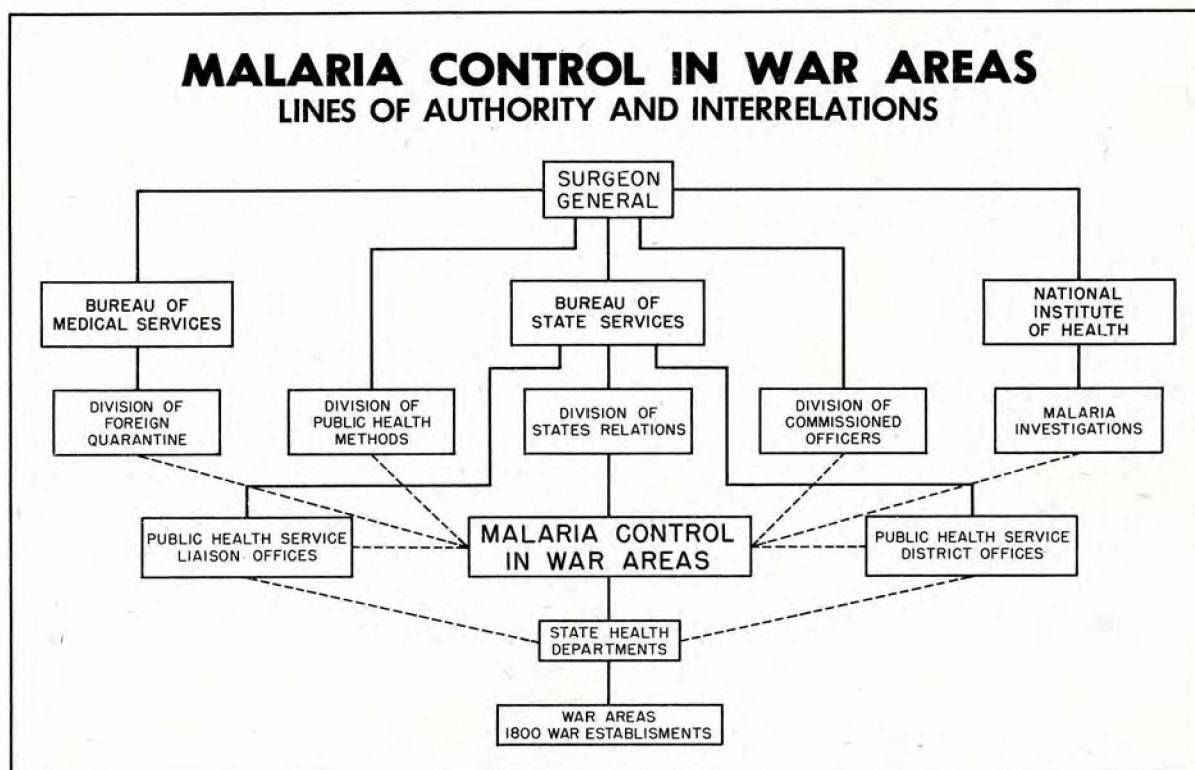 MALARIA CONTROL IN WAR AREAS
LINES OF AUTHORITY AND INTERRELATIONS
SURGEON
GENERAL
BUREAU OF
MEDICAL SERVICES
BUREAU OF
STATE SERVICES
NATIONAL
INSTITUTE
OF HEALTH
DIVISION OF
FOREIGN
QUARANTINE
DIVISION OF
PUBLIC HEALTH
METHODS
DIVISION OF
STATES RELATIONS
DIVISION OF
COMMISSIONED
OFFICERS
MALARIA
INVESTIGATIONS
PUBLIC HEALTH SERVICE
LIAISON OFFICES
MALARIA CONTROL
IN WAR AREAS
PUBLIC HEALTH SERVICE
DISTRICT OFFICES
STATE HEALTH
DEPARTMENTS
WAR AREAS
1800 WAR ESTABLISMENTS